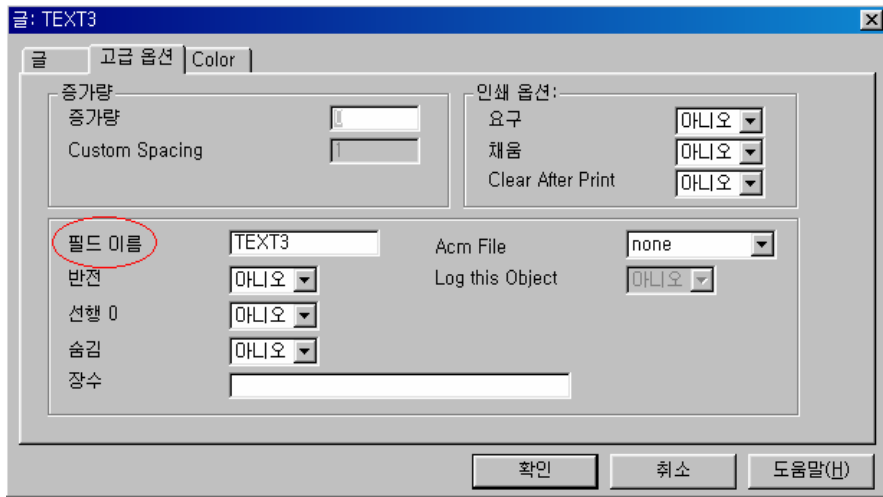 글: TEXT3
글 고급 옵션 Color
증가량
증가량
Custom Spacing 1
인쇄 옵션:
요구 아니오
채움 아니오
Clear After Print 아니오
필드 이름 TEXT3
반전 아니오
선행 0 아니오
숨김 아니오
장수
Acm File none
Log this Object 아니오
확인 취소 도움말(H)